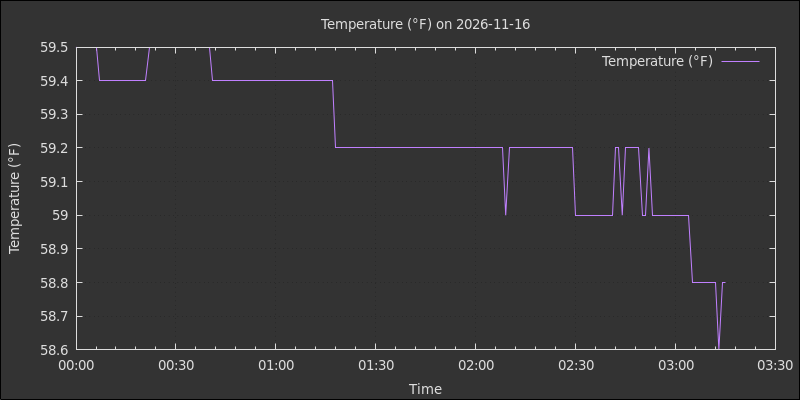 Temperature (°F) on 2026-11-16
Temperature (°F)
59.5
59.4
59.3
59.2
59.1
59
58.9
58.8
58.7
58.6
Temperature (°F)
00:00 00:30 01:00 01:30 02:00 02:30 03:00 03:30
Time